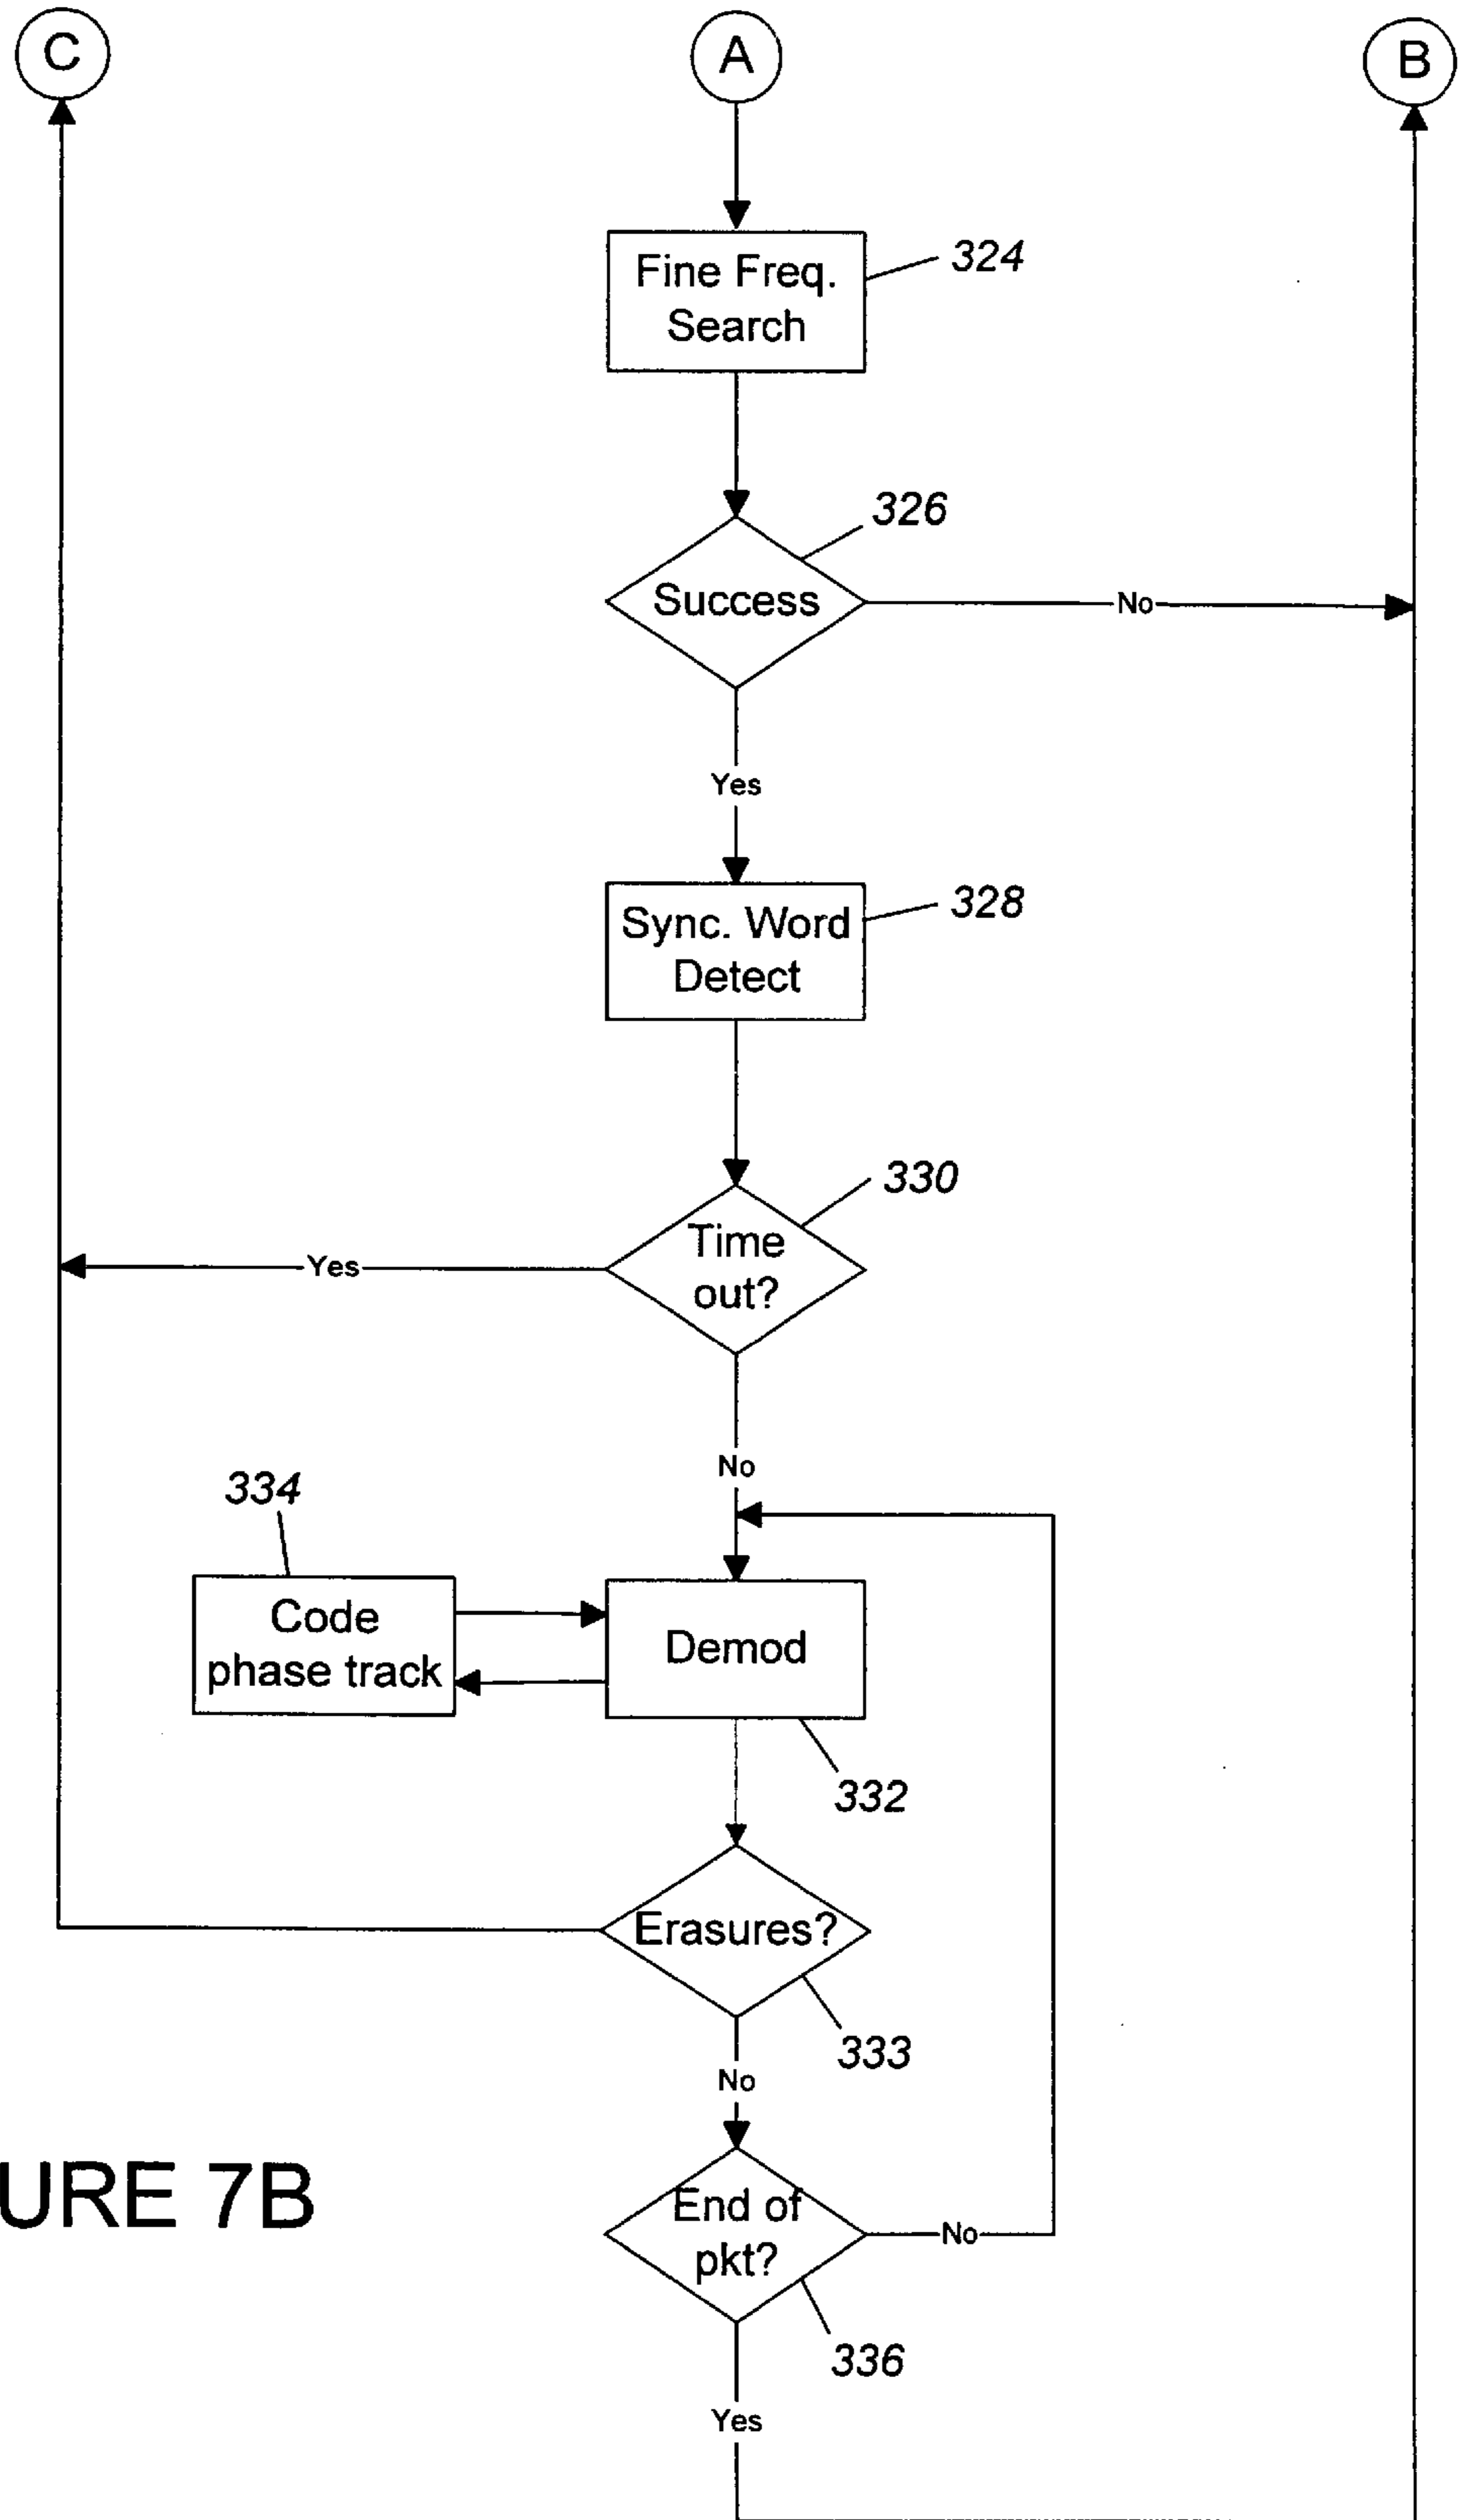 C
A
B
Fine Freq.
Search
324
326
Success
No
Yes
Sync. Word
Detect
328
330
Time
out?
Yes
No
334
Code
phase track
Demod
332
Erasures?
333
No
URE 7B
End of
pkt?
No
336
Yes